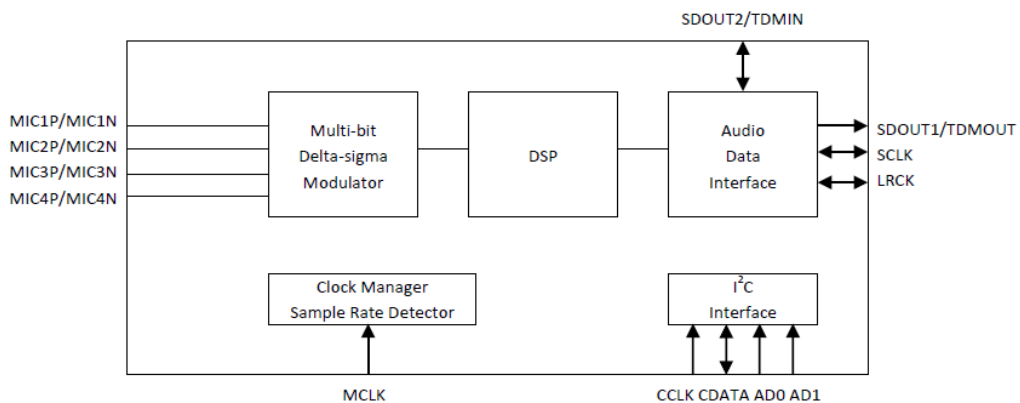 SDOUT2/TDMIN
MIC1P/MIC1N
MIC2P/MIC2N
MIC3P/MIC3N
MIC4P/MIC4N
Multi-bit
Delta-sigma
Modulator
DSP
Audio
Data
Interface
SDOUT1/TDMOUT
SCLK
LRCK
Clock Manager
Sample Rate Detector
I²C
Interface
MCLK
CCLK CDATA AD0 AD1